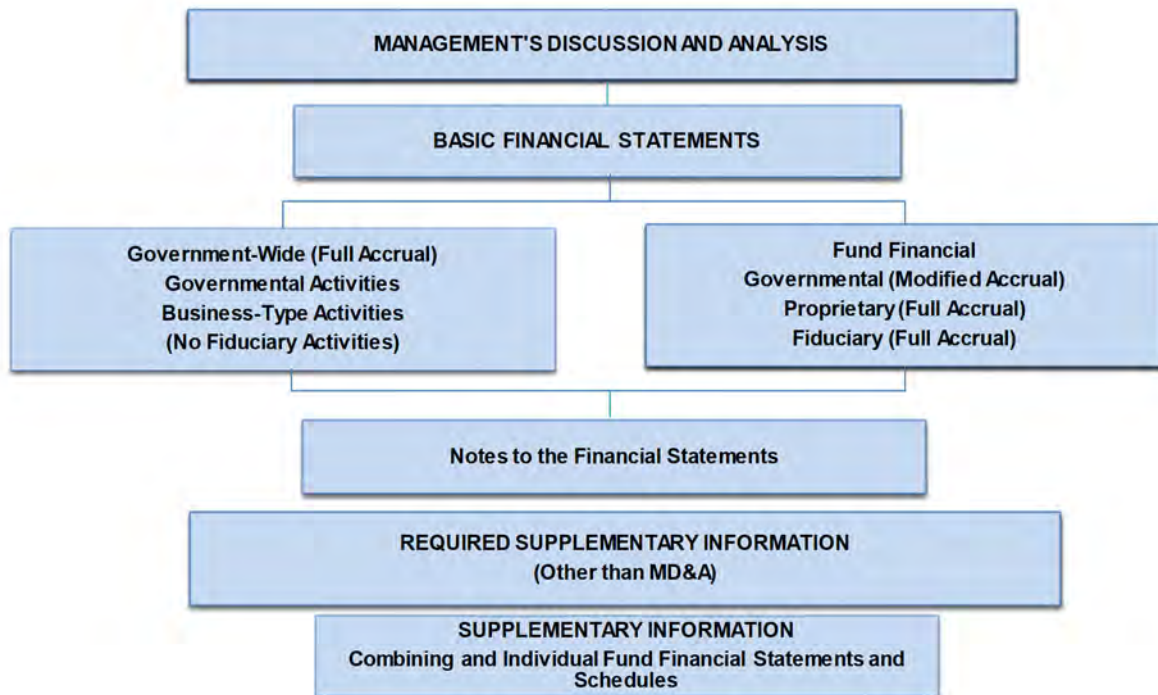 MANAGEMENT'S DISCUSSION AND ANALYSIS
BASIC FINANCIAL STATEMENTS
Government-Wide (Full Accrual)
Governmental Activities
Business-Type Activities
(No Fiduciary Activities)
Fund Financial
Governmental (Modified Accrual)
Proprietary (Full Accrual)
Fiduciary (Full Accrual)
Notes to the Financial Statements
REQUIRED SUPPLEMENTARY INFORMATION
(Other than MD&A)
SUPPLEMENTARY INFORMATION
Combining and Individual Fund Financial Statements and
Schedules